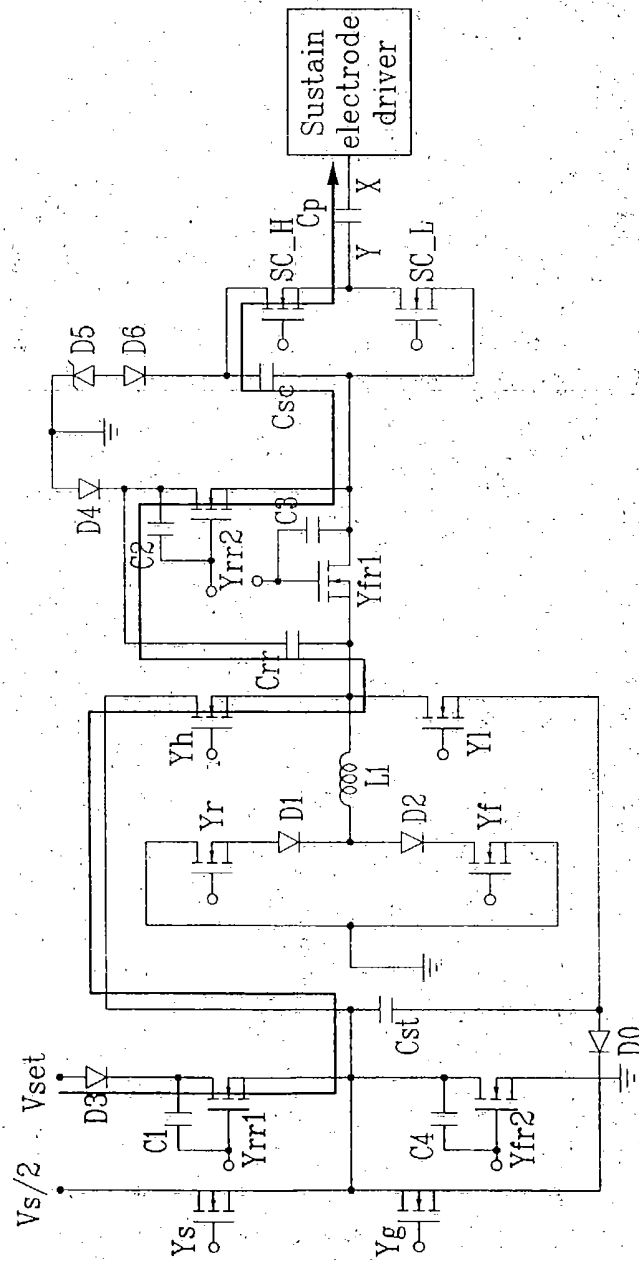 Vs/2
Vset
Ys
Yg
D3
C1
Yrr1
C4
Yfr2
D0
Cst
Yr
D1
D2
Yf
L1
Yh
Yl
Crr
D4
C2
Yrr2
C3
Yfr1
D5
D6
Csc
SC_H
SC_L
Cp
Y
X
Sustain
electrode
driver